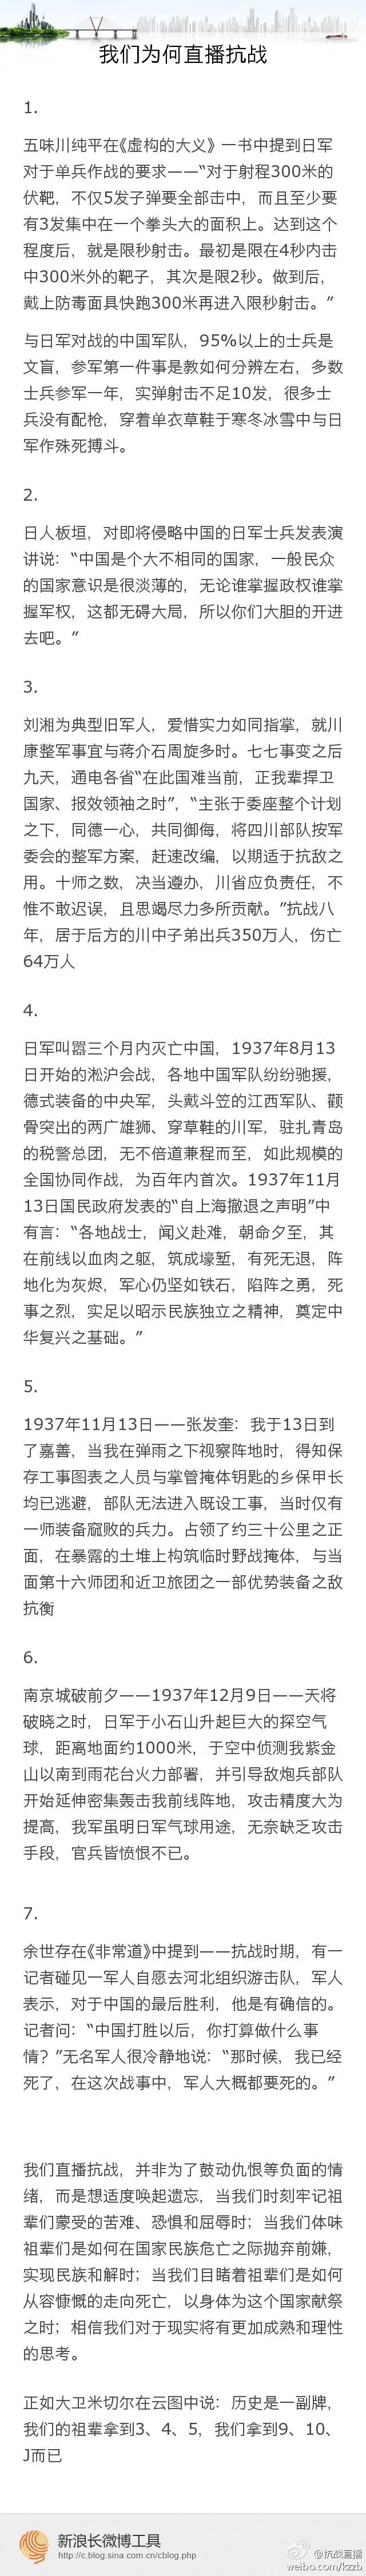 我们为何直播抗战
1.
五味川纯平在《虚构的大义》一书中提到日军
对于单兵作战的要求——“对于射程300米的
伏靶，不仅5发子弹要全部击中，而且至少要
有3发集中在一个拳头大的面积上。达到这个
程度后，就是限秒射击。最初是限在4秒内击
中300米外的靶子，其次是限2秒。做到后，
戴上防毒面具快跑300米再进入限秒射击。”
与日军对战的中国军队，95%以上的士兵是
文盲，参军第一件事是教如何分辨左右，多数
士兵参军一年，实弹射击不足10发，很多士
兵没有配枪，穿着单衣草鞋于寒冬冰雪中与日
军作殊死搏斗。
2.
日人板垣，对即将侵略中国的日军士兵发表演
讲说：“中国是个大不相同的国家，一般民众
的国家意识是很淡薄的，无论谁掌握政权谁掌
握军权，这都无碍大局，所以你们大胆的开进
去吧。”
3.
刘湘为典型旧军人，爱惜实力如同指掌，就川
康整军事宜与蒋介石周旋多时。七七事变之后
九天，通电各省“在此国难当前，正我辈捍卫
国家、报效领袖之时”，“主张于委座整个计划
之下，同德一心，共同御侮，将四川部队按军
委会的整军方案，赶速改编，以期适于抗敌之
用。十师之数，决当遵办，川省应负责任，不
惟不敢迟误，且思竭尽力多所贡献。”抗战八
年，居于后方的川中子弟出兵350万人，伤亡
64万人
4.
日军叫嚣三个月内灭亡中国，1937年8月13
日开始的淞沪会战，各地中国军队纷纷驰援，
德式装备的中央军，头戴斗笠的江西军队、颧
骨突出的两广雄狮、穿草鞋的川军，驻扎青岛
的税警总团，无不倍道兼程而至，如此规模的
全国协同作战，为百年内首次。1937年11月
13日国民政府发表的“自上海撤退之声明”中
有言：“各地战士，闻义赴难，朝命夕至，其
在前线以血肉之躯，筑成壕堑，有死无退，阵
地化为灰烬，军心仍坚如铁石，陷阵之勇，死
事之烈，实足以昭示民族独立之精神，奠定中
华复兴之基础。”
5.
1937年11月13日——张发奎：我于13日到
了嘉善，当我在弹雨之下视察阵地时，得知保
存工事图表之人员与掌管掩体钥匙的乡保甲长
均已逃避，部队无法进入既设工事，当时仅有
一师装备窳败的兵力。占领了约三十公里之正
面，在暴露的土堆上构筑临时野战掩体，与当
面第十六师团和近卫旅团之一部优势装备之敌
抗衡
6.
南京城破前夕——1937年12月9日——天将
破晓之时，日军于小石山升起巨大的探空气
球，距离地面约1000米，于空中侦测我紫金
山以南到雨花台火力部署，并引导敌炮兵部队
开始延伸密集轰击我前线阵地，攻击精度大为
提高，我军虽明日军气球用途，无奈缺乏攻击
手段，官兵皆愤恨不已。
7.
余世存在《非常道》中提到——抗战时期，有一
记者碰见一军人自愿去河北组织游击队，军人
表示，对于中国的最后胜利，他是有确信的。
记者问：“中国打胜以后，你打算做什么事
情？”无名军人很冷静地说：“那时候，我已经
死了，在这次战事中，军人大概都要死的。”
我们直播抗战，并非为了鼓动仇恨等负面的情
绪，而是想适度唤起遗忘，当我们时刻牢记祖
辈们蒙受的苦难、恐惧和屈辱时；当我们体味
祖辈们是如何在国家民族危亡之际抛弃前嫌，
实现民族和解时；当我们目睹着祖辈们是如何
从容慷慨的走向死亡，以身体为这个国家献祭
之时；相信我们对于现实将有更加成熟和理性
的思考。
正如大卫米切尔在云图中说：历史是一副牌，
我们的祖辈拿到3、4、5，我们拿到9、10、
J而已
新浪长微博工具
http://c.blog.sina.com.cn/cblog.php
@抗战直播
weibo.com/kzzb